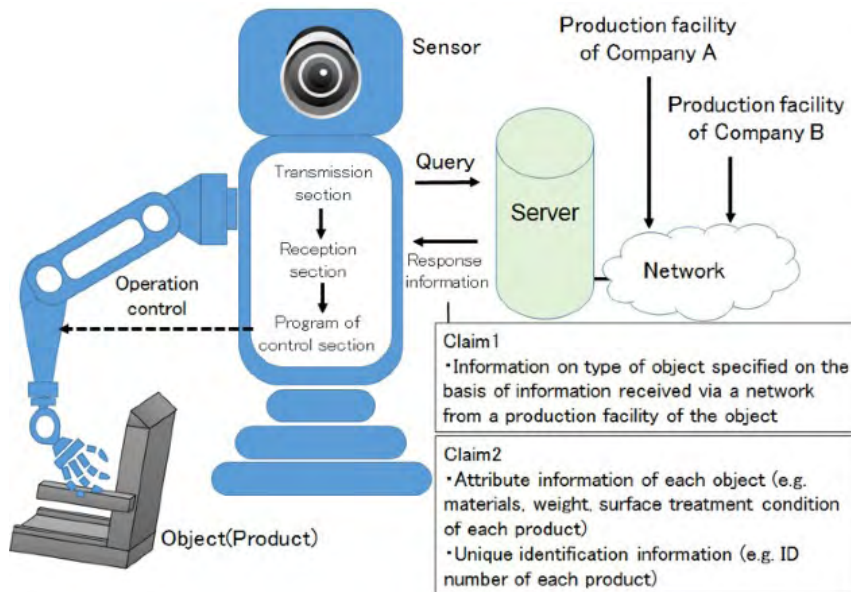 Sensor
Production facility
of Company A
Production facility
of Company B
Query
Transmission
section
Server
Reception
section
Response
information
Network
Operation
control
Program of
control section
Claim1
・Information on type of object specified on the
basis of information received via a network
from a production facility of the object
Claim2
・Attribute information of each object (e.g.
materials, weight, surface treatment condition
of each product)
・Unique identification information (e.g. ID
number of each product)
Object(Product)